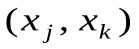 (x_j, x_k)